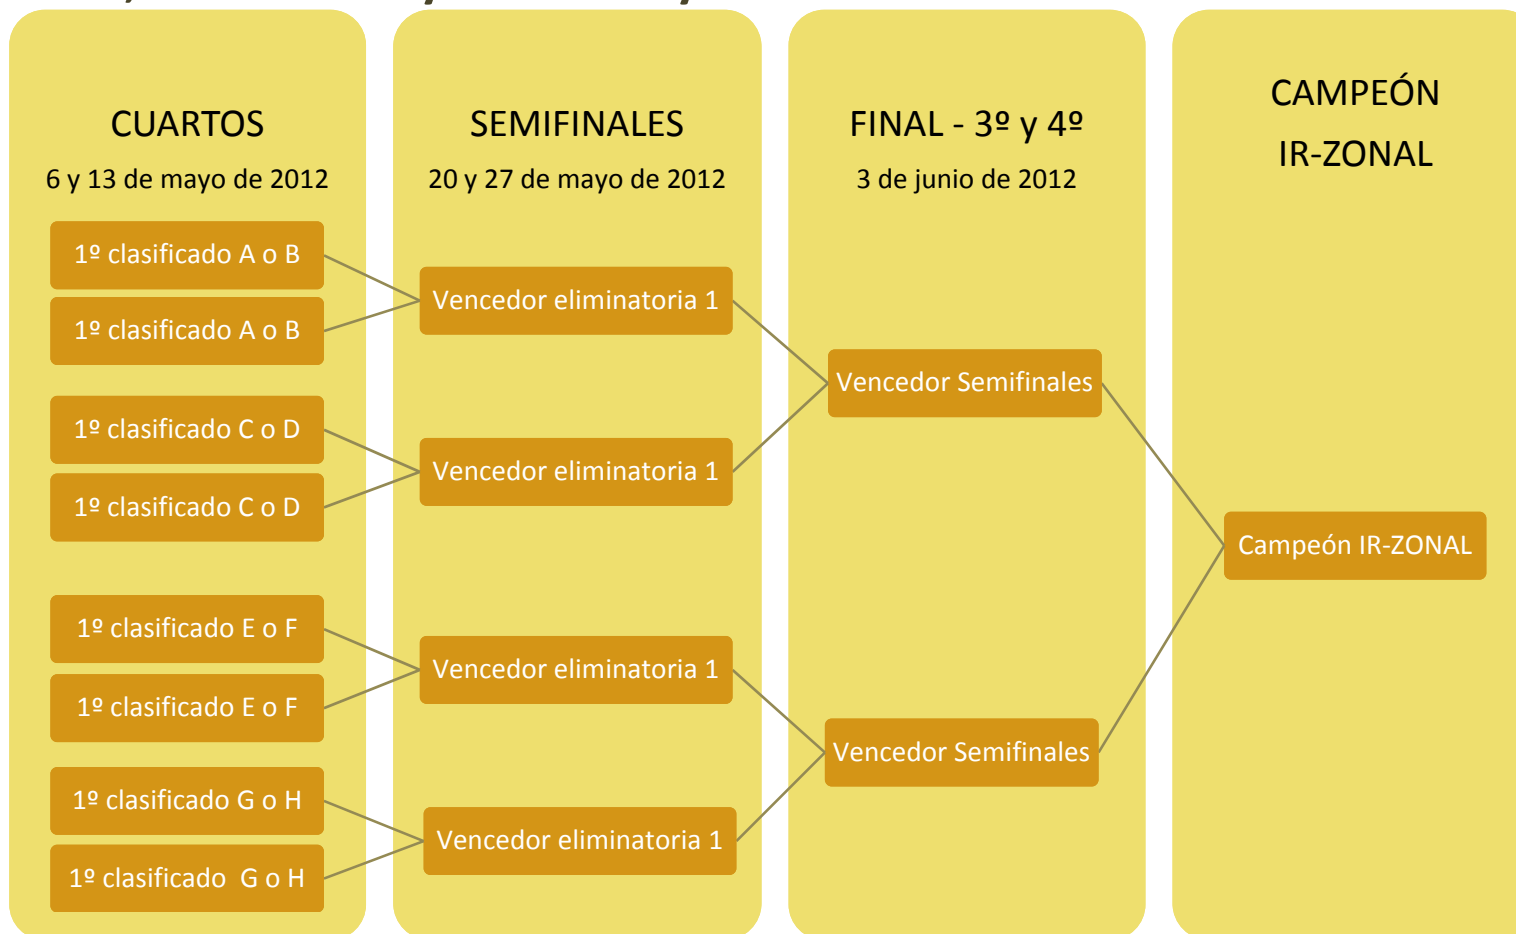 CUARTOS
6 y 13 de mayo de 2012
1º clasificado A o B
1º clasificado A o B
1º clasificado C o D
1º clasificado C o D
1º clasificado E o F
1º clasificado E o F
1º clasificado G o H
1º clasificado G o H
SEMIFINALES
20 y 27 de mayo de 2012
Vencedor eliminatoria 1
Vencedor eliminatoria 1
Vencedor eliminatoria 1
Vencedor eliminatoria 1
FINAL - 3º y 4º
3 de junio de 2012
Vencedor Semifinales
Vencedor Semifinales
CAMPEÓN
IR-ZONAL
Campeón IR-ZONAL